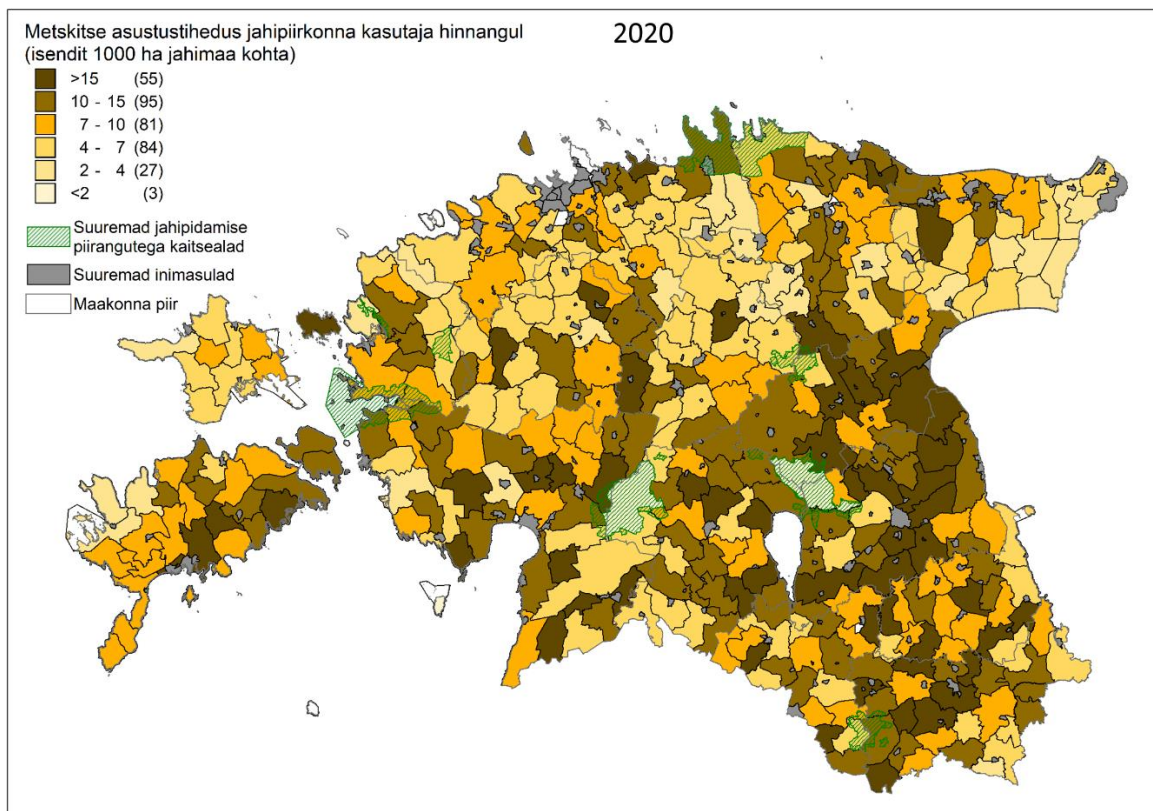 Metskitse asustustihedus jahipiirkonna kasutaja hinnangul
(isendit 1000 ha jahimaa kohta)
2020
>15 (55)
10 - 15 (95)
7 - 10 (81)
4 - 7 (84)
2 - 4 (27)
<2 (3)
Suuremad jahipidamise
piirangutega kaitsealad
Suuremad inimasulad
Maakonna piir